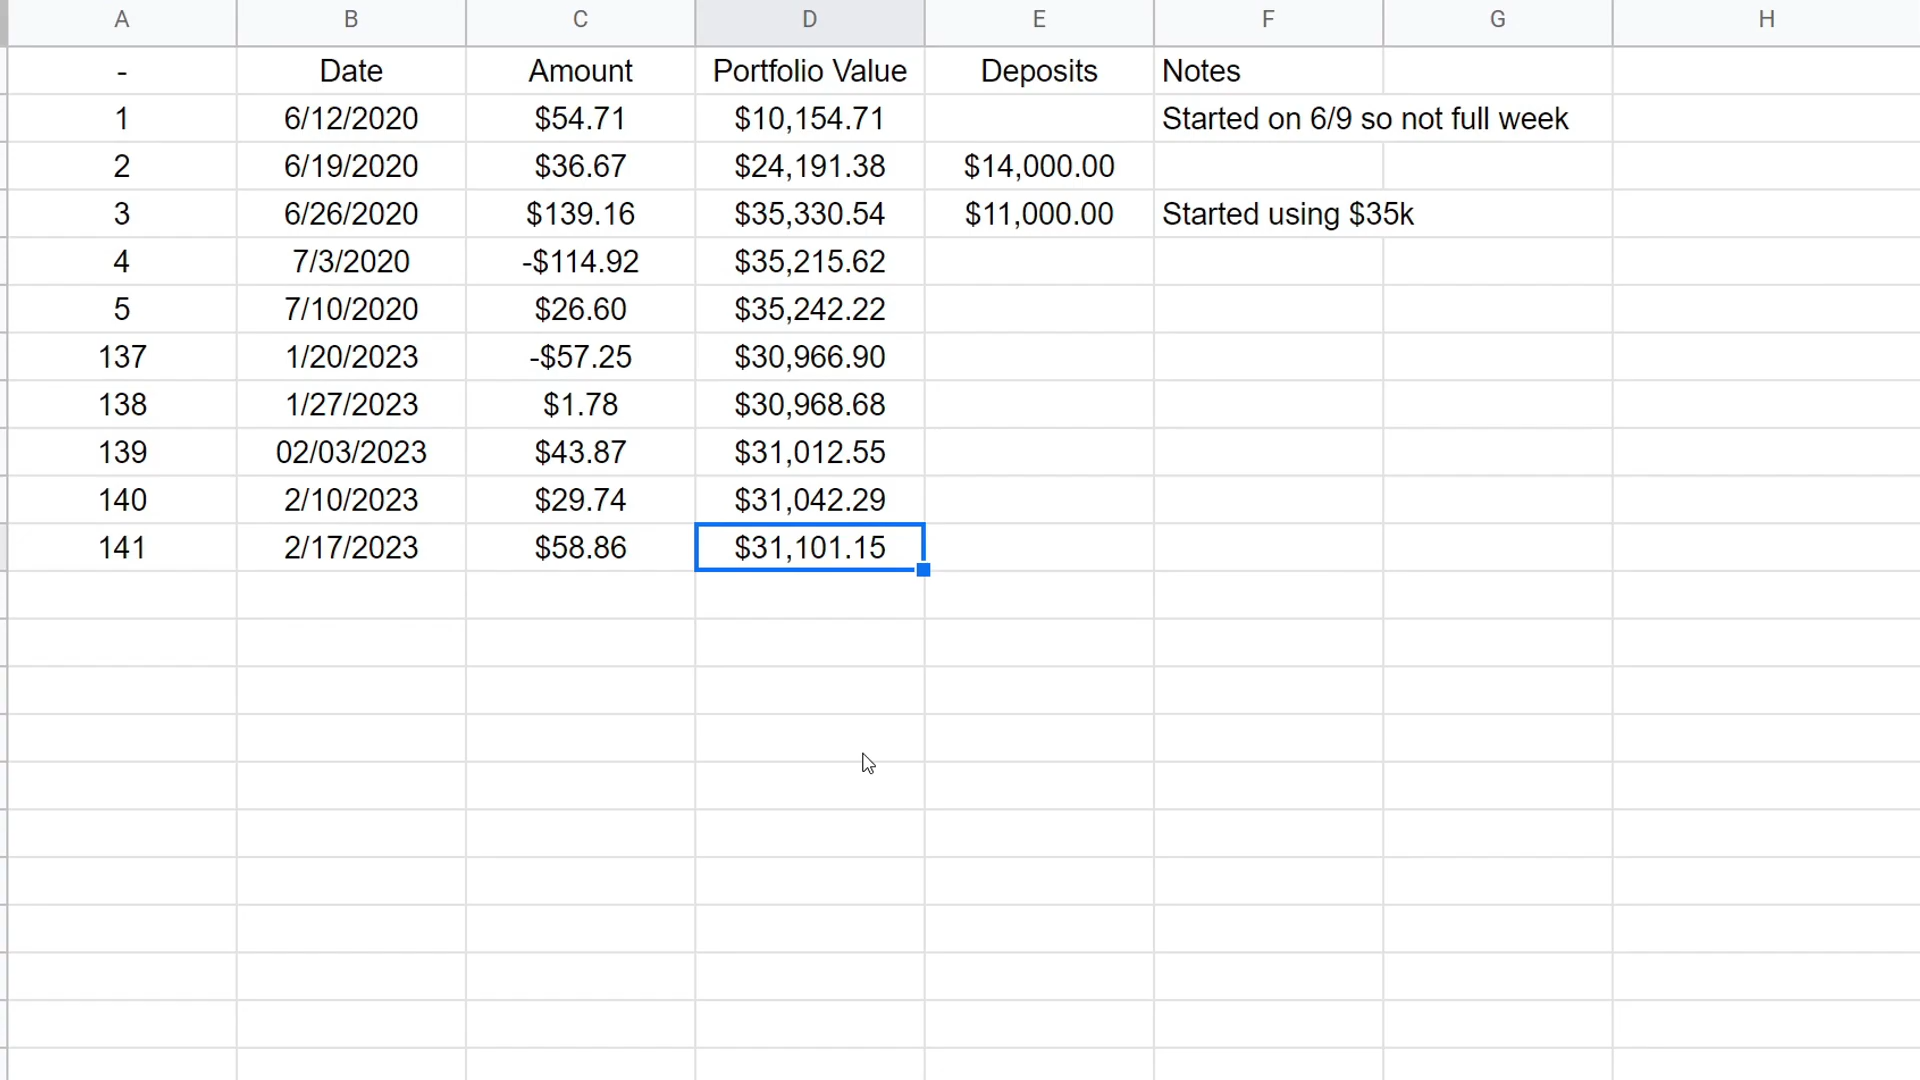 A B C D E F G H
- Date Amount Portfolio Value Deposits Notes
1 6/12/2020 $54.71 $10,154.71 Started on 6/9 so not full week
2 6/19/2020 $36.67 $24,191.38 $14,000.00
3 6/26/2020 $139.16 $35,330.54 $11,000.00 Started using $35k
4 7/3/2020 -$114.92 $35,215.62
5 7/10/2020 $26.60 $35,242.22
137 1/20/2023 -$57.25 $30,966.90
138 1/27/2023 $1.78 $30,968.68
139 02/03/2023 $43.87 $31,012.55
140 2/10/2023 $29.74 $31,042.29
141 2/17/2023 $58.86 $31,101.15